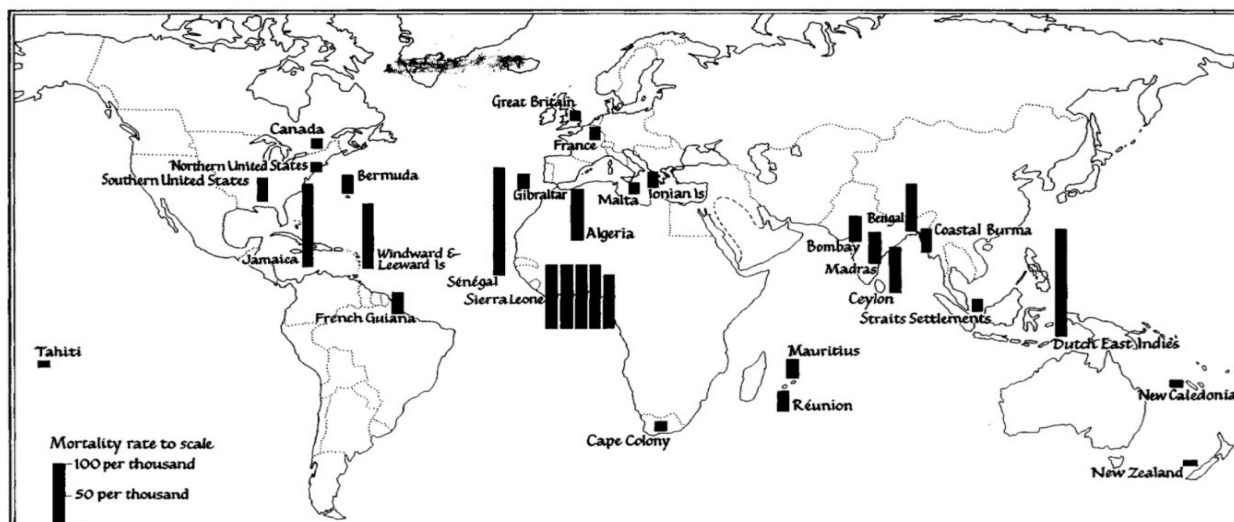 Great Britain
Canada
France
Northern United States
Southern United States
Bermuda
Gibraltar
Malta
Ionian Is
Algeria
Bengal
Bombay
Coastal Burma
Madras
Jamaica
Windward &
Leeward Is
Sénégal
Sierra Leone
Ceylon
Straits Settlements
French Guiana
Dutch East Indies
Tahiti
Mauritius
Réunion
New Caledonia
Cape Colony
New Zealand
Mortality rate to scale
100 per thousand
50 per thousand